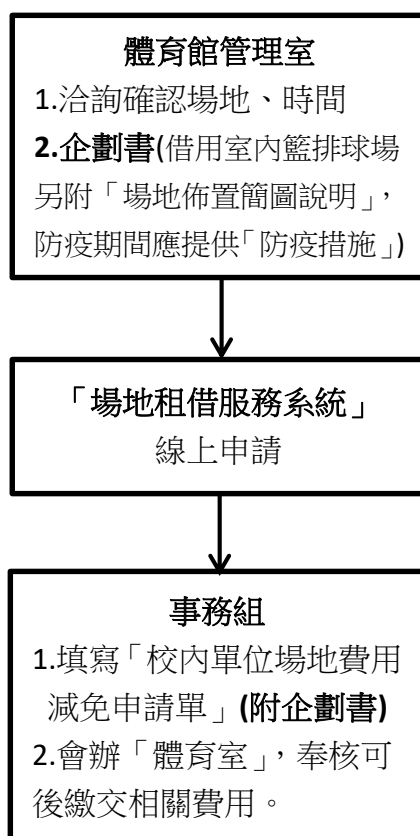 體育館管理室
1.洽詢確認場地、時間
2.企劃書(借用室內籃排球場
另附「場地佈置簡圖說明」，
防疫期間應提供「防疫措施」)
「場地租借服務系統」
線上申請
事務組
1.填寫「校內單位場地費用
減免申請單」(附企劃書)
2.會辦「體育室」，奉核可
後繳交相關費用。